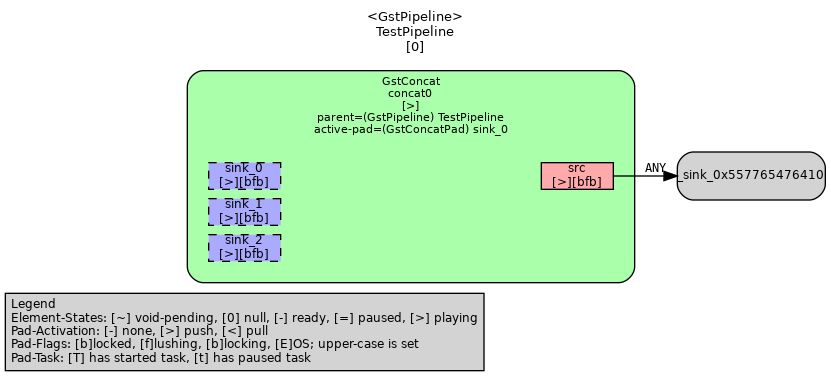 <GstPipeline>
TestPipeline
[0]
GstConcat
concat0
[>]
parent=(GstPipeline) TestPipeline
active-pad=(GstConcatPad) sink_0
sink_0
[>][bfb]
src
[>][bfb]
ANY
_sink_0x557765476410
sink_1
[>][bfb]
sink_2
[>][bfb]
Legend
Element-States: [~] void-pending, [0] null, [-] ready, [=] paused, [>] playing
Pad-Activation: [-] none, [>] push, [<] pull
Pad-Flags: [b]locked, [f]lushing, [b]locking, [E]OS; upper-case is set
Pad-Task: [T] has started task, [t] has paused task